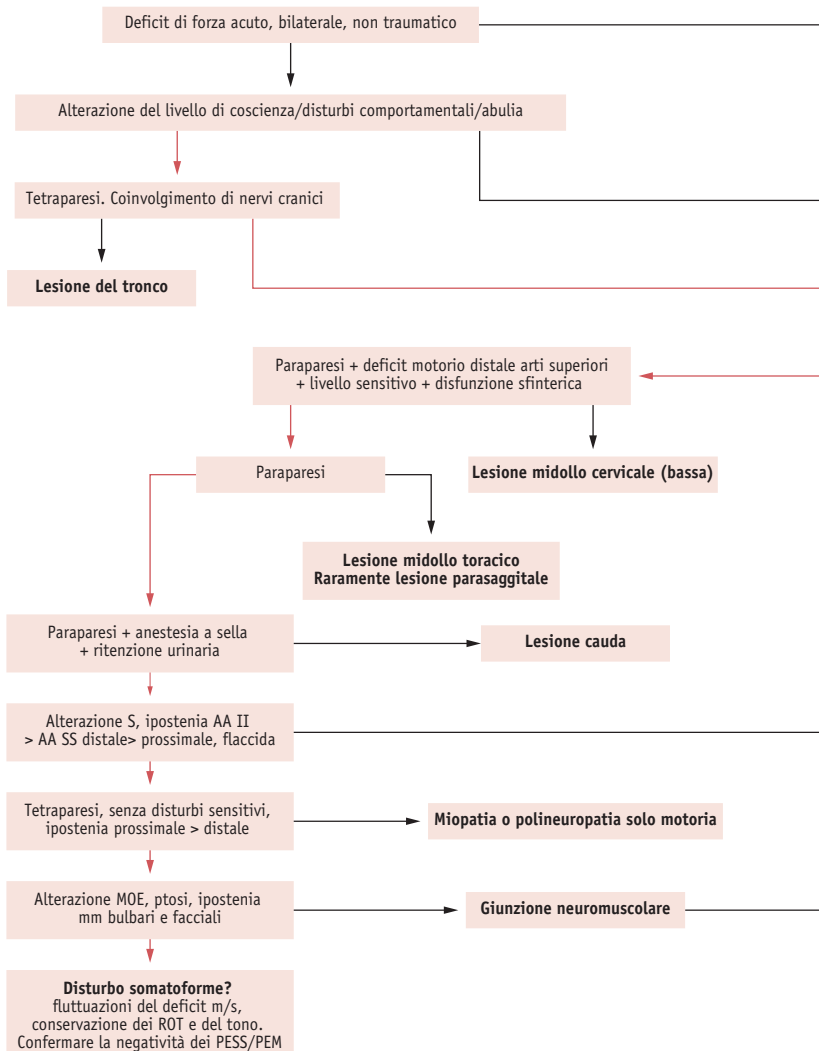 Deficit di forza acuto, bilaterale, non traumatico
Alterazione del livello di coscienza/disturbi comportamentali/abulia
Tetraparesi. Coinvolgimento di nervi cranici
Lesione del tronco
Paraparesi + deficit motorio distale arti superiori
+ livello sensitivo + disfunzione sfinterica
Paraparesi
Lesione midollo cervicale (bassa)
Lesione midollo toracico
Raramente lesione parasaggitale
Paraparesi + anestesia a sella
+ ritenzione urinaria
Lesione cauda
Alterazione S, ipostenia AA II
> AA SS distale> prossimale, flaccida
Tetraparesi, senza disturbi sensitivi,
ipostenia prossimale > distale
Miopatia o polineuropatia solo motoria
Alterazione MOE, ptosi, ipostenia
mm bulbari e facciali
Giunzione neuromuscolare
Disturbo somatoforme?
fluttuazioni del deficit m/s,
conservazione dei ROT e del tono.
Confermare la negatività dei PESS/PEM